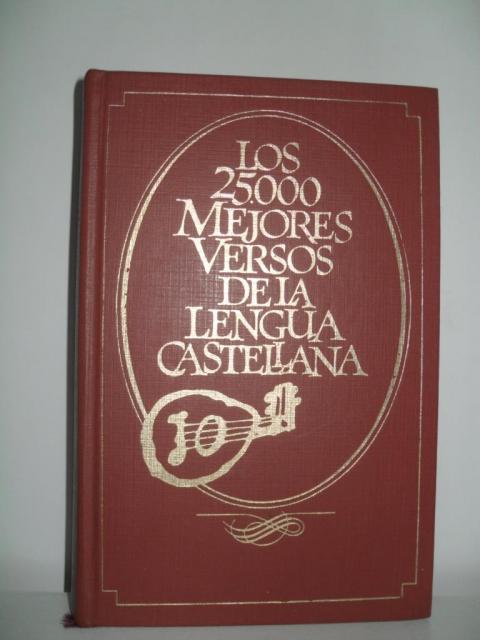 LOS
25.000
MEJORES
VERSOS
DE LA
LENGUA
CASTELLANA